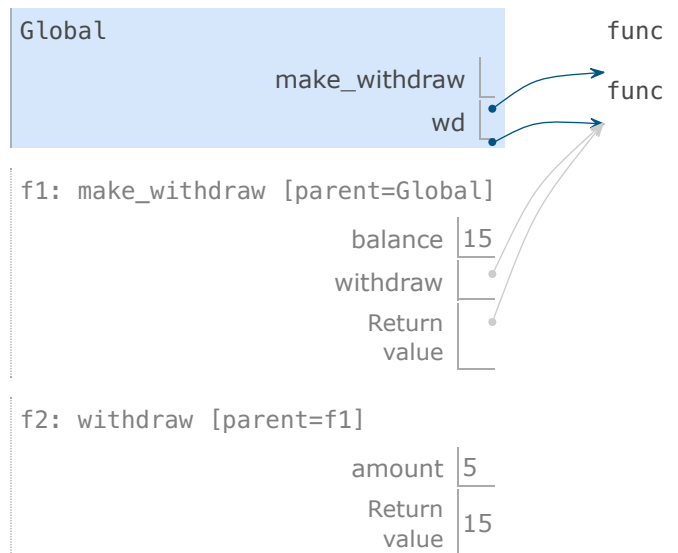 Global
func
make_withdraw
func
wd
f1: make_withdraw [parent=Global]
balance 15
withdraw
Return
value
f2: withdraw [parent=f1]
amount 5
Return
value 15